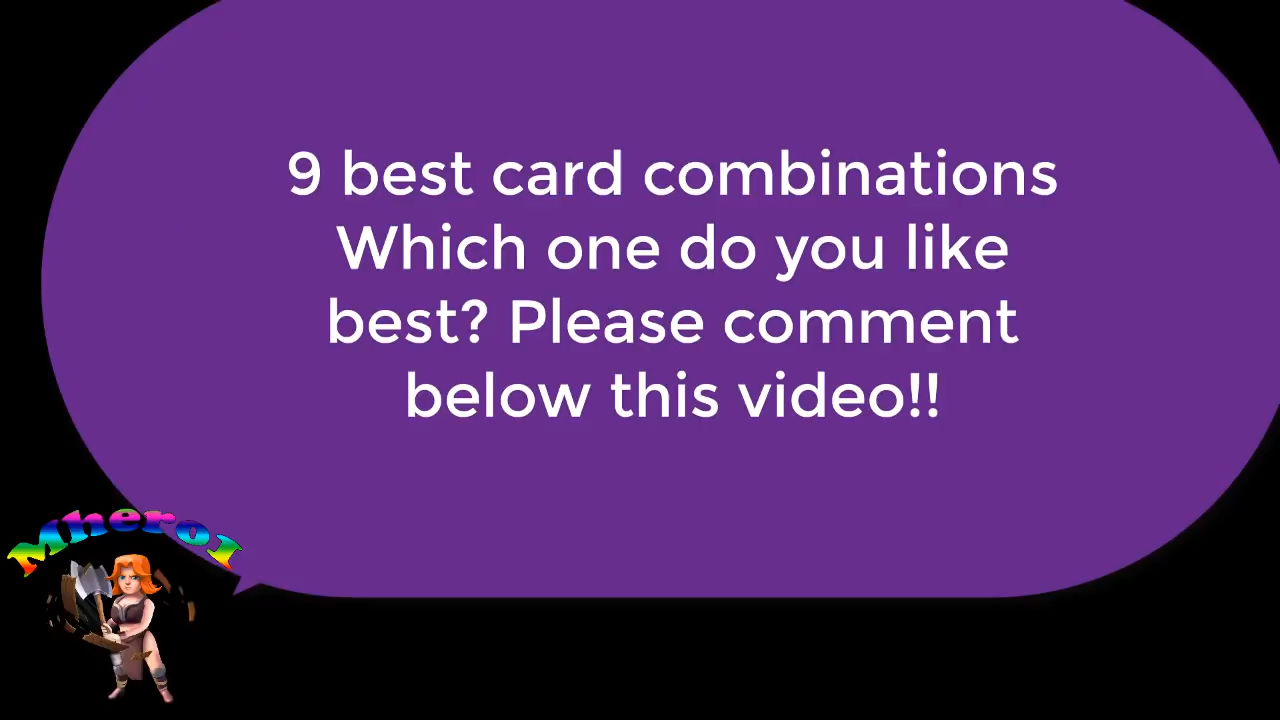 9 best card combinations
Which one do you like
best? Please comment
below this video!!
Mhero1